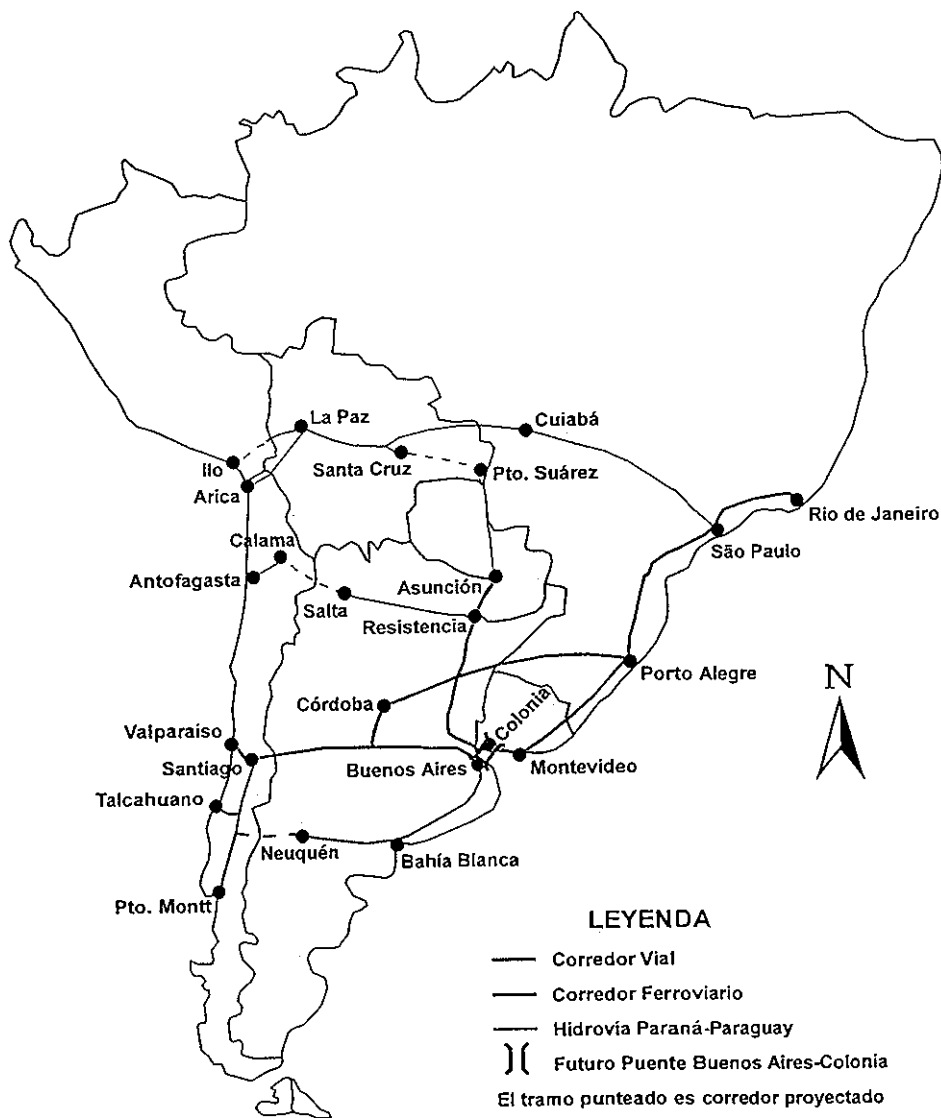 La Paz
Cuiabá
Ilo
Santa Cruz
Pto. Suárez
Arica
Rio de Janeiro
São Paulo
Calama
Antofagasta
Asunción
Salta
Resistencia
Porto Alegre
N
Córdoba
Colonia
Valparaíso
Santiago
Buenos Aires
Montevideo
Talcahuano
Neuquén
Bahía Blanca
Pto. Montt
LEYENDA
Corredor Vial
Corredor Ferroviario
Hidrovía Paraná-Paraguay
Futuro Puente Buenos Aires-Colonia
El tramo punteado es corredor proyectado